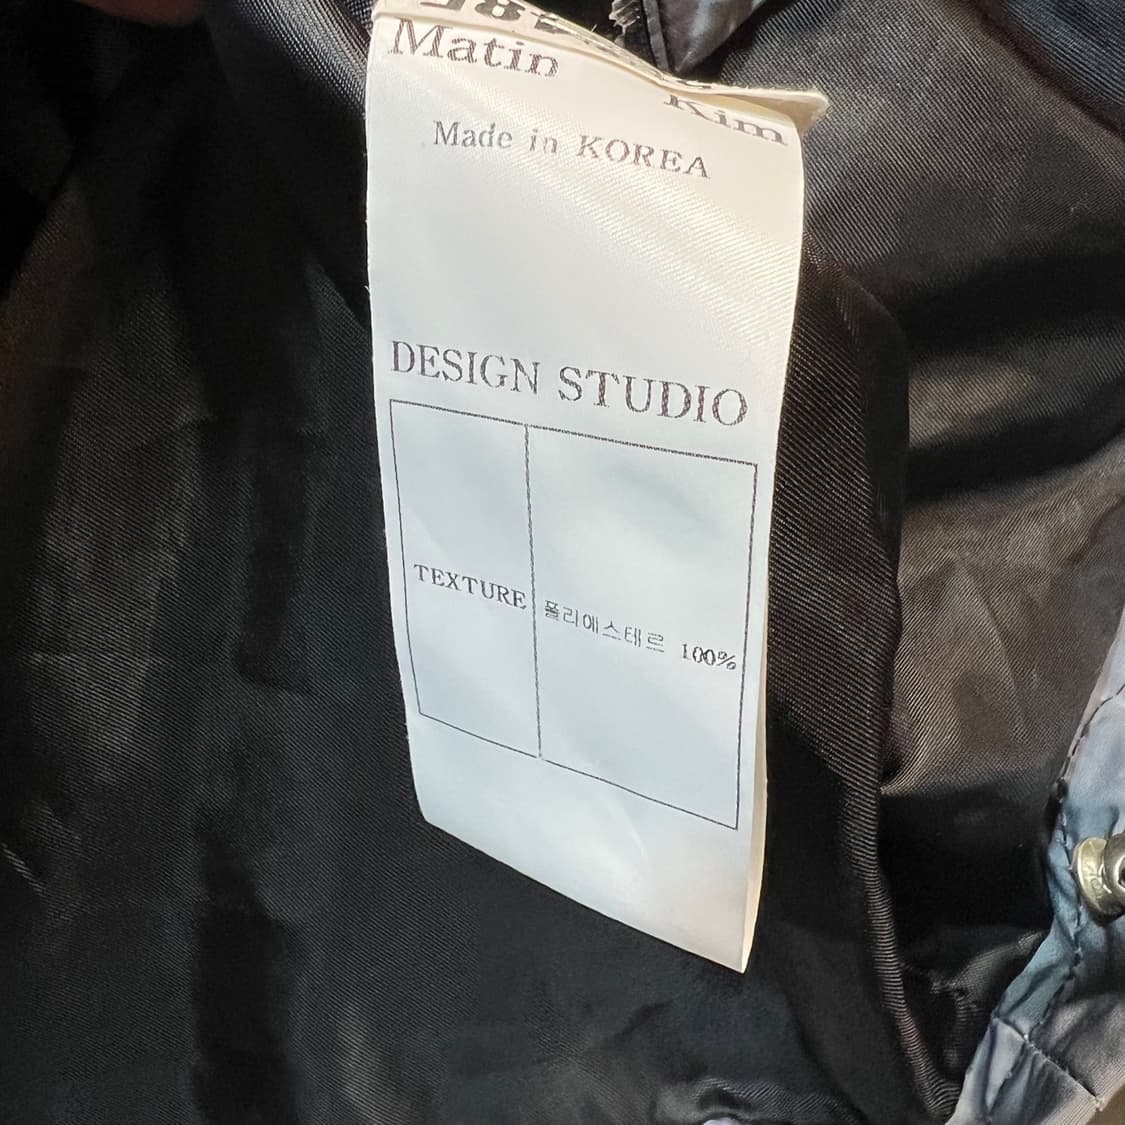 Matin
Kim
Made in KOREA
DESIGN STUDIO
TEXTURE
폴리에스테르 100%